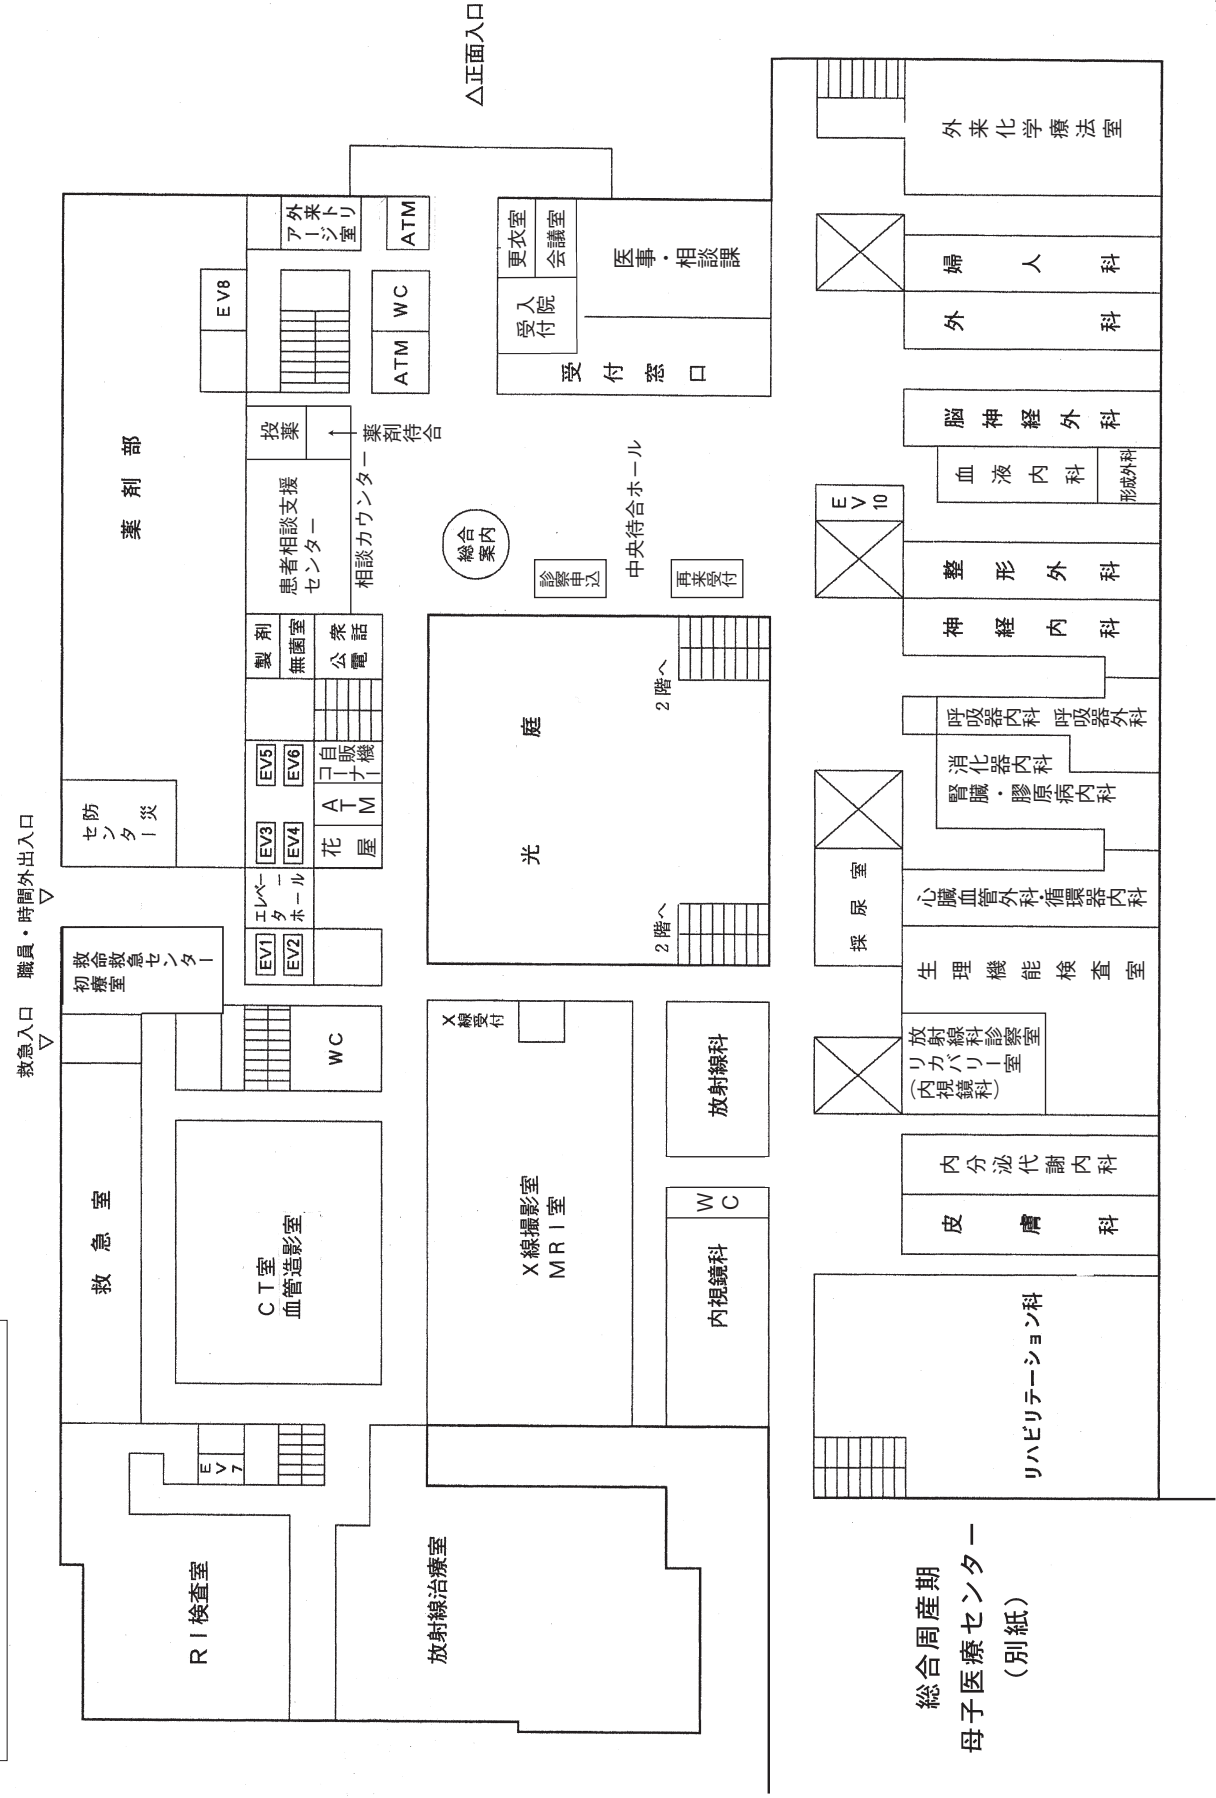 救急入口
▽
職員・時間外出入口
▽
△正面入口
救急室
初療室
救命救急センター
防災
センター
薬剤部
RI検査室
EV7
CT室
血管造影室
WC
EV1
EV2
エレベーター
ホール
EV3
EV4
EV5
EV6
花屋
ATM
自販機
コーナー
製剤
無菌室
公衆
電話
患者相談支援
センター
相談カウンター
投薬
←薬剤待合
EV8
外来トリアージ室
ATM
WC
ATM
放射線治療室
X線撮影室
MRI室
X線受付
光庭
2階へ
2階へ
総合
案内
診察申込
再来受付
中央待合ホール
更衣室
会議室
入院
受付
医事・相談課
受付窓口
内視鏡科
WC
放射線科
総合周産期
母子医療センター
(別紙)
リハビリテーション科
皮膚科
内分泌代謝内科
放射線科診察室
リカバリー室
(内視鏡科)
生理機能検査室
採尿室
心臓血管外科・循環器内科
腎臓・膠原病内科
消化器内科
呼吸器内科
呼吸器外科
神経内科
整形外科
EV10
血液内科
形成外科
脳神経外科
外科
婦人科
外来化学療法室